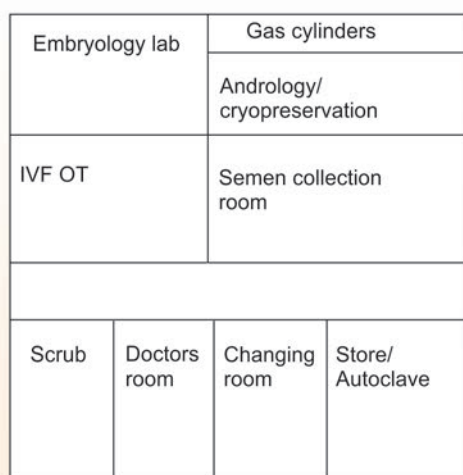 Embryology lab
Gas cylinders
Andrology/
cryopreservation
IVF OT
Semen collection
room
Scrub
Doctors
room
Changing
room
Store/
Autoclave